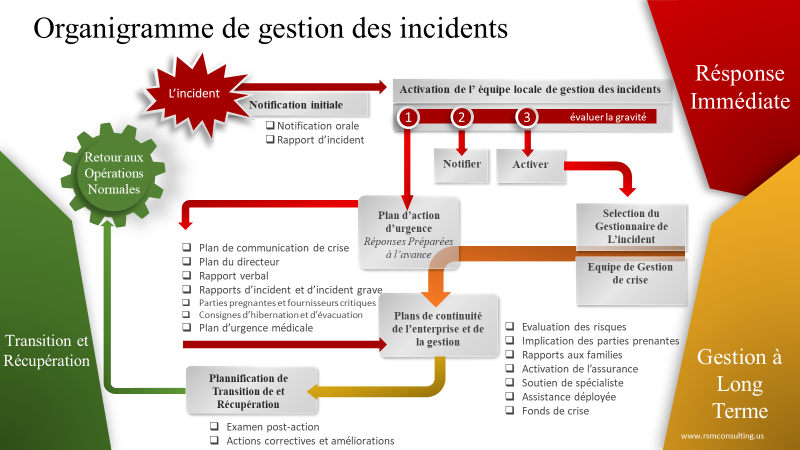 Organigramme de gestion des incidents
Résponse
Immédiate
L'incident
Notification initiale
❑ Notification orale
❑ Rapport d'incident
Activation de l' équipe locale de gestion des incidents
1
2
3
évaluer la gravité
Notifier
Activer
Retour aux
Opérations
Normales
Plan d'action
d'urgence
Réponses Préparées
à l'avance
Selection du
Gestionnaire de
L'incident
Equipe de Gestion
de crise
❑ Plan de communication de crise
❑ Plan du directeur
❑ Rapport verbal
❑ Rapports d'incident et d'incident grave
❑ Parties pregnantes et fournisseurs critiques
❑ Consignes d'hibernation et d'évacuation
❑ Plan d'urgence médicale
Plans de continuité
de l'enterprise et de
la gestion
❑ Evaluation des risques
❑ Implication des parties prenantes
❑ Rapports aux familles
❑ Activation de l'assurance
❑ Soutien de spécialiste
❑ Assistance déployée
❑ Fonds de crise
Transition et
Récupération
Plannification de
Transition de et
Récupération
❑ Examen post-action
❑ Actions correctives et améliorations
Gestion à
Long
Terme
www.rsmconsulting.us